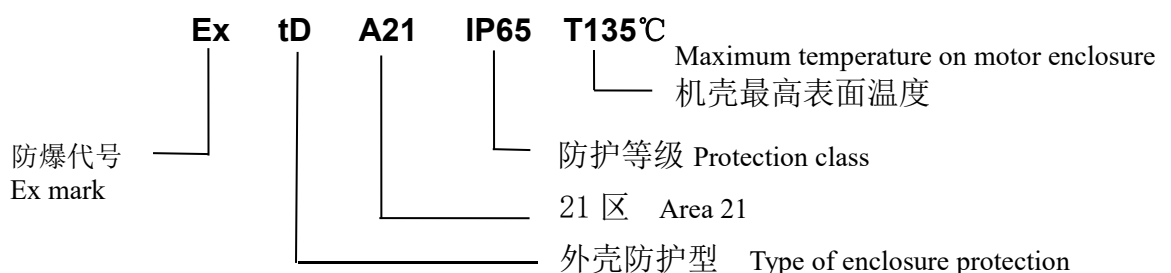 Ex tD A21 IP65 T135℃
Maximum temperature on motor enclosure
机壳最高表面温度
防爆代号
Ex mark
防护等级 Protection class
21 区 Area 21
外壳防护型 Type of enclosure protection